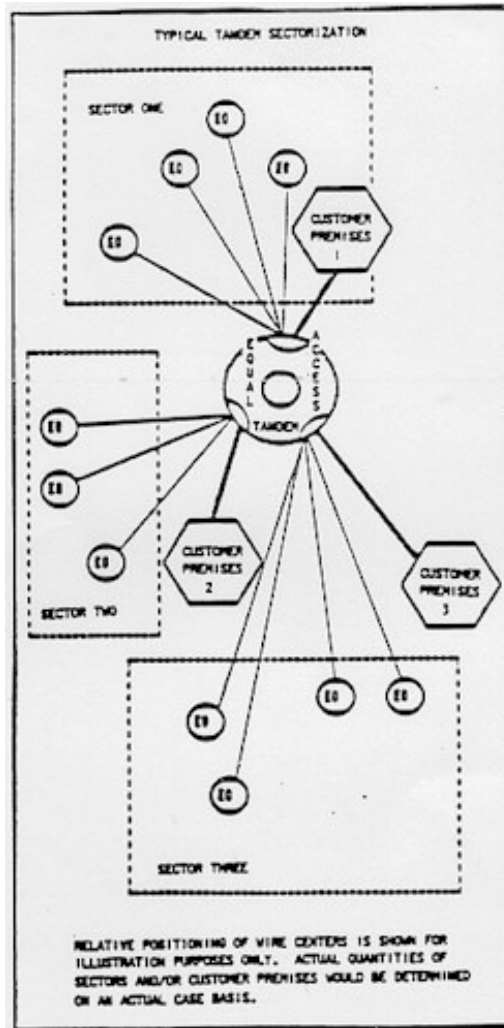 TYPICAL TANDEM SECTORIZATION
SECTOR ONE
EO
EO
EO
EO
CUSTOMER
PREMISES
1
EQUAL
ACCESS
TANDEM
EO
EO
EO
SECTOR TWO
CUSTOMER
PREMISES
2
CUSTOMER
PREMISES
3
EO
EO
EO
EO
SECTOR THREE
RELATIVE POSITIONING OF WIRE CENTERS IS SHOWN FOR
ILLUSTRATION PURPOSES ONLY. ACTUAL QUANTITIES OF
SECTORS AND/OR CUSTOMER PREMISES WOULD BE DETERMINED
ON AN ACTUAL CASE BASIS.